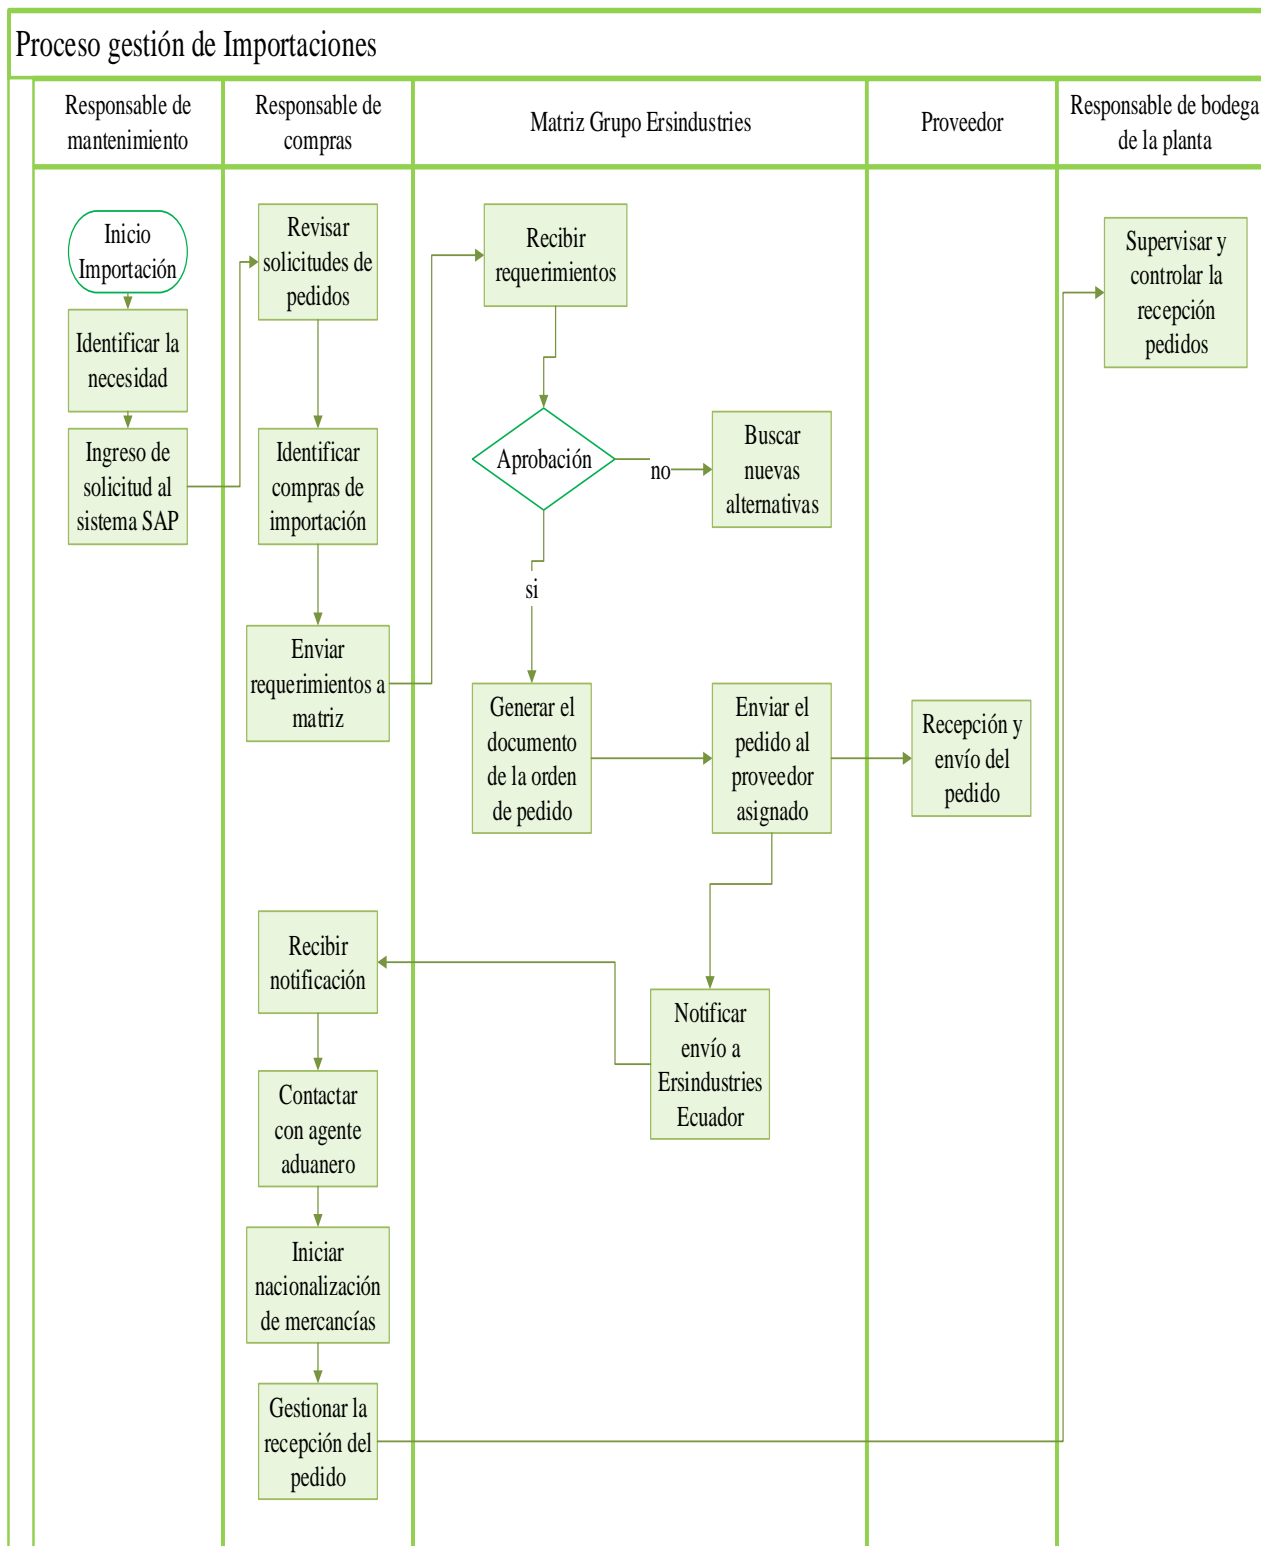 Proceso gestión de Importaciones
Responsable de
mantenimiento
Responsable de
compras
Matriz Grupo Ersindustries
Proveedor
Responsable de bodega
de la planta
Inicio
Importación
Identificar la
necesidad
Ingreso de
solicitud al
sistema SAP
Revisar
solicitudes de
pedidos
Identificar
compras de
importación
Enviar
requerimientos a
matriz
Recibir
requerimientos
Aprobación
no
Buscar
nuevas
alternativas
si
Generar el
documento
de la orden
de pedido
Enviar el
pedido al
proveedor
asignado
Recepción y
envío del
pedido
Notificar
envío a
Ersindustries
Ecuador
Recibir
notificación
Contactar
con agente
aduanero
Iniciar
nacionalización
de mercancías
Gestionar la
recepción del
pedido
Supervisar y
controlar la
recepción
pedidos